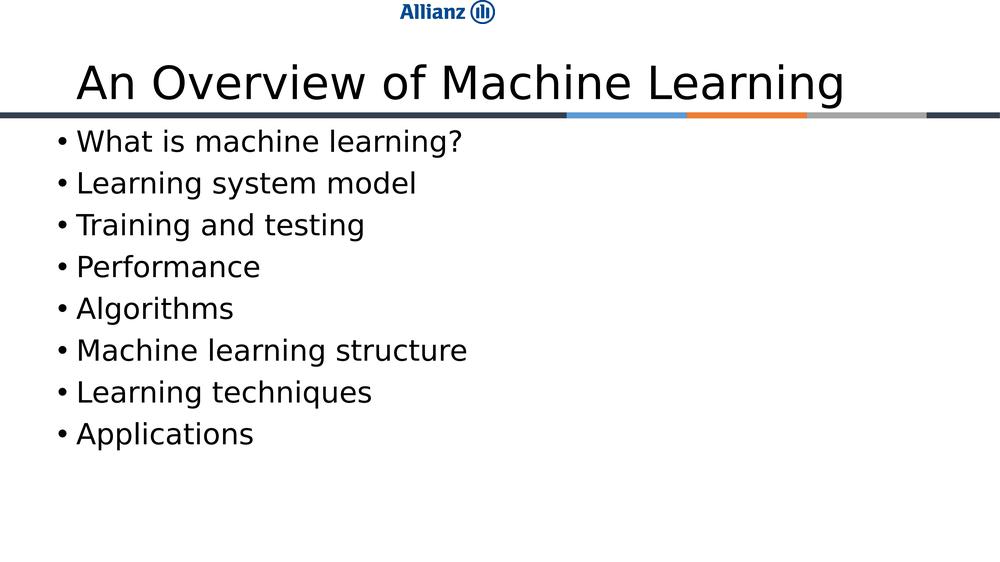 Allianz
An Overview of Machine Learning
• What is machine learning?
• Learning system model
• Training and testing
• Performance
• Algorithms
• Machine learning structure
• Learning techniques
• Applications